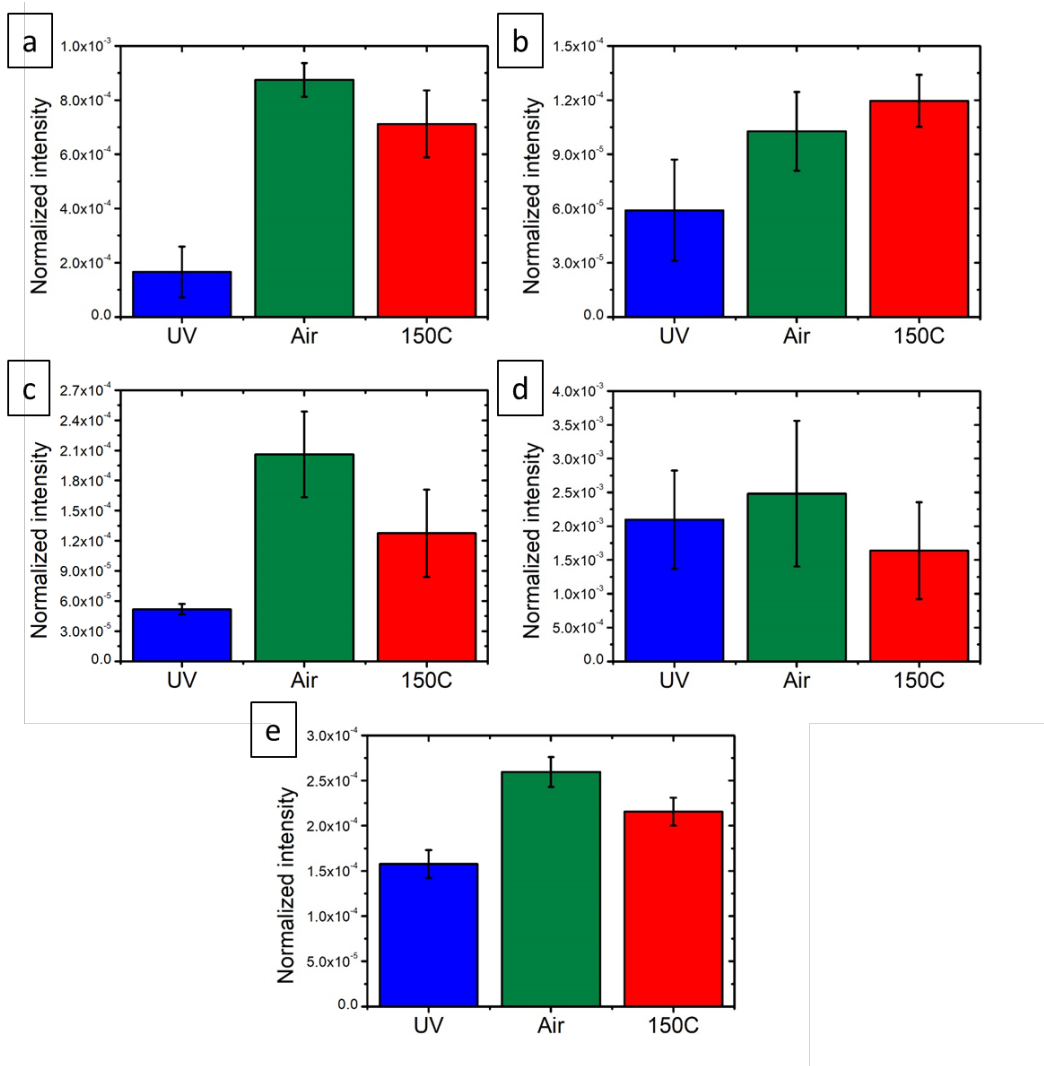 a
1.0x10⁻³
8.0x10⁻⁴
6.0x10⁻⁴
4.0x10⁻⁴
2.0x10⁻⁴
0.0
Normalized intensity
UV Air 150C
b
1.5x10⁻⁴
1.2x10⁻⁴
9.0x10⁻⁵
6.0x10⁻⁵
3.0x10⁻⁵
0.0
Normalized intensity
UV Air 150C
c
2.7x10⁻⁴
2.4x10⁻⁴
2.1x10⁻⁴
1.8x10⁻⁴
1.5x10⁻⁴
1.2x10⁻⁴
9.0x10⁻⁵
6.0x10⁻⁵
3.0x10⁻⁵
0.0
Normalized intensity
UV Air 150C
d
4.0x10⁻³
3.5x10⁻³
3.0x10⁻³
2.5x10⁻³
2.0x10⁻³
1.5x10⁻³
1.0x10⁻³
5.0x10⁻⁴
0.0
Normalized intensity
UV Air 150C
e
3.0x10⁻⁴
2.5x10⁻⁴
2.0x10⁻⁴
1.5x10⁻⁴
1.0x10⁻⁴
5.0x10⁻⁵
0.0
Normalized intensity
UV Air 150C